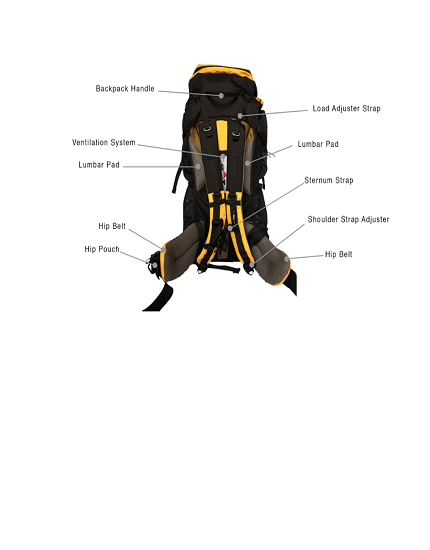 Backpack Handle
Load Adjuster Strap
Ventilation System
Lumbar Pad
Lumbar Pad
Sternum Strap
Shoulder Strap Adjuster
Hip Belt
Hip Pouch
Hip Belt